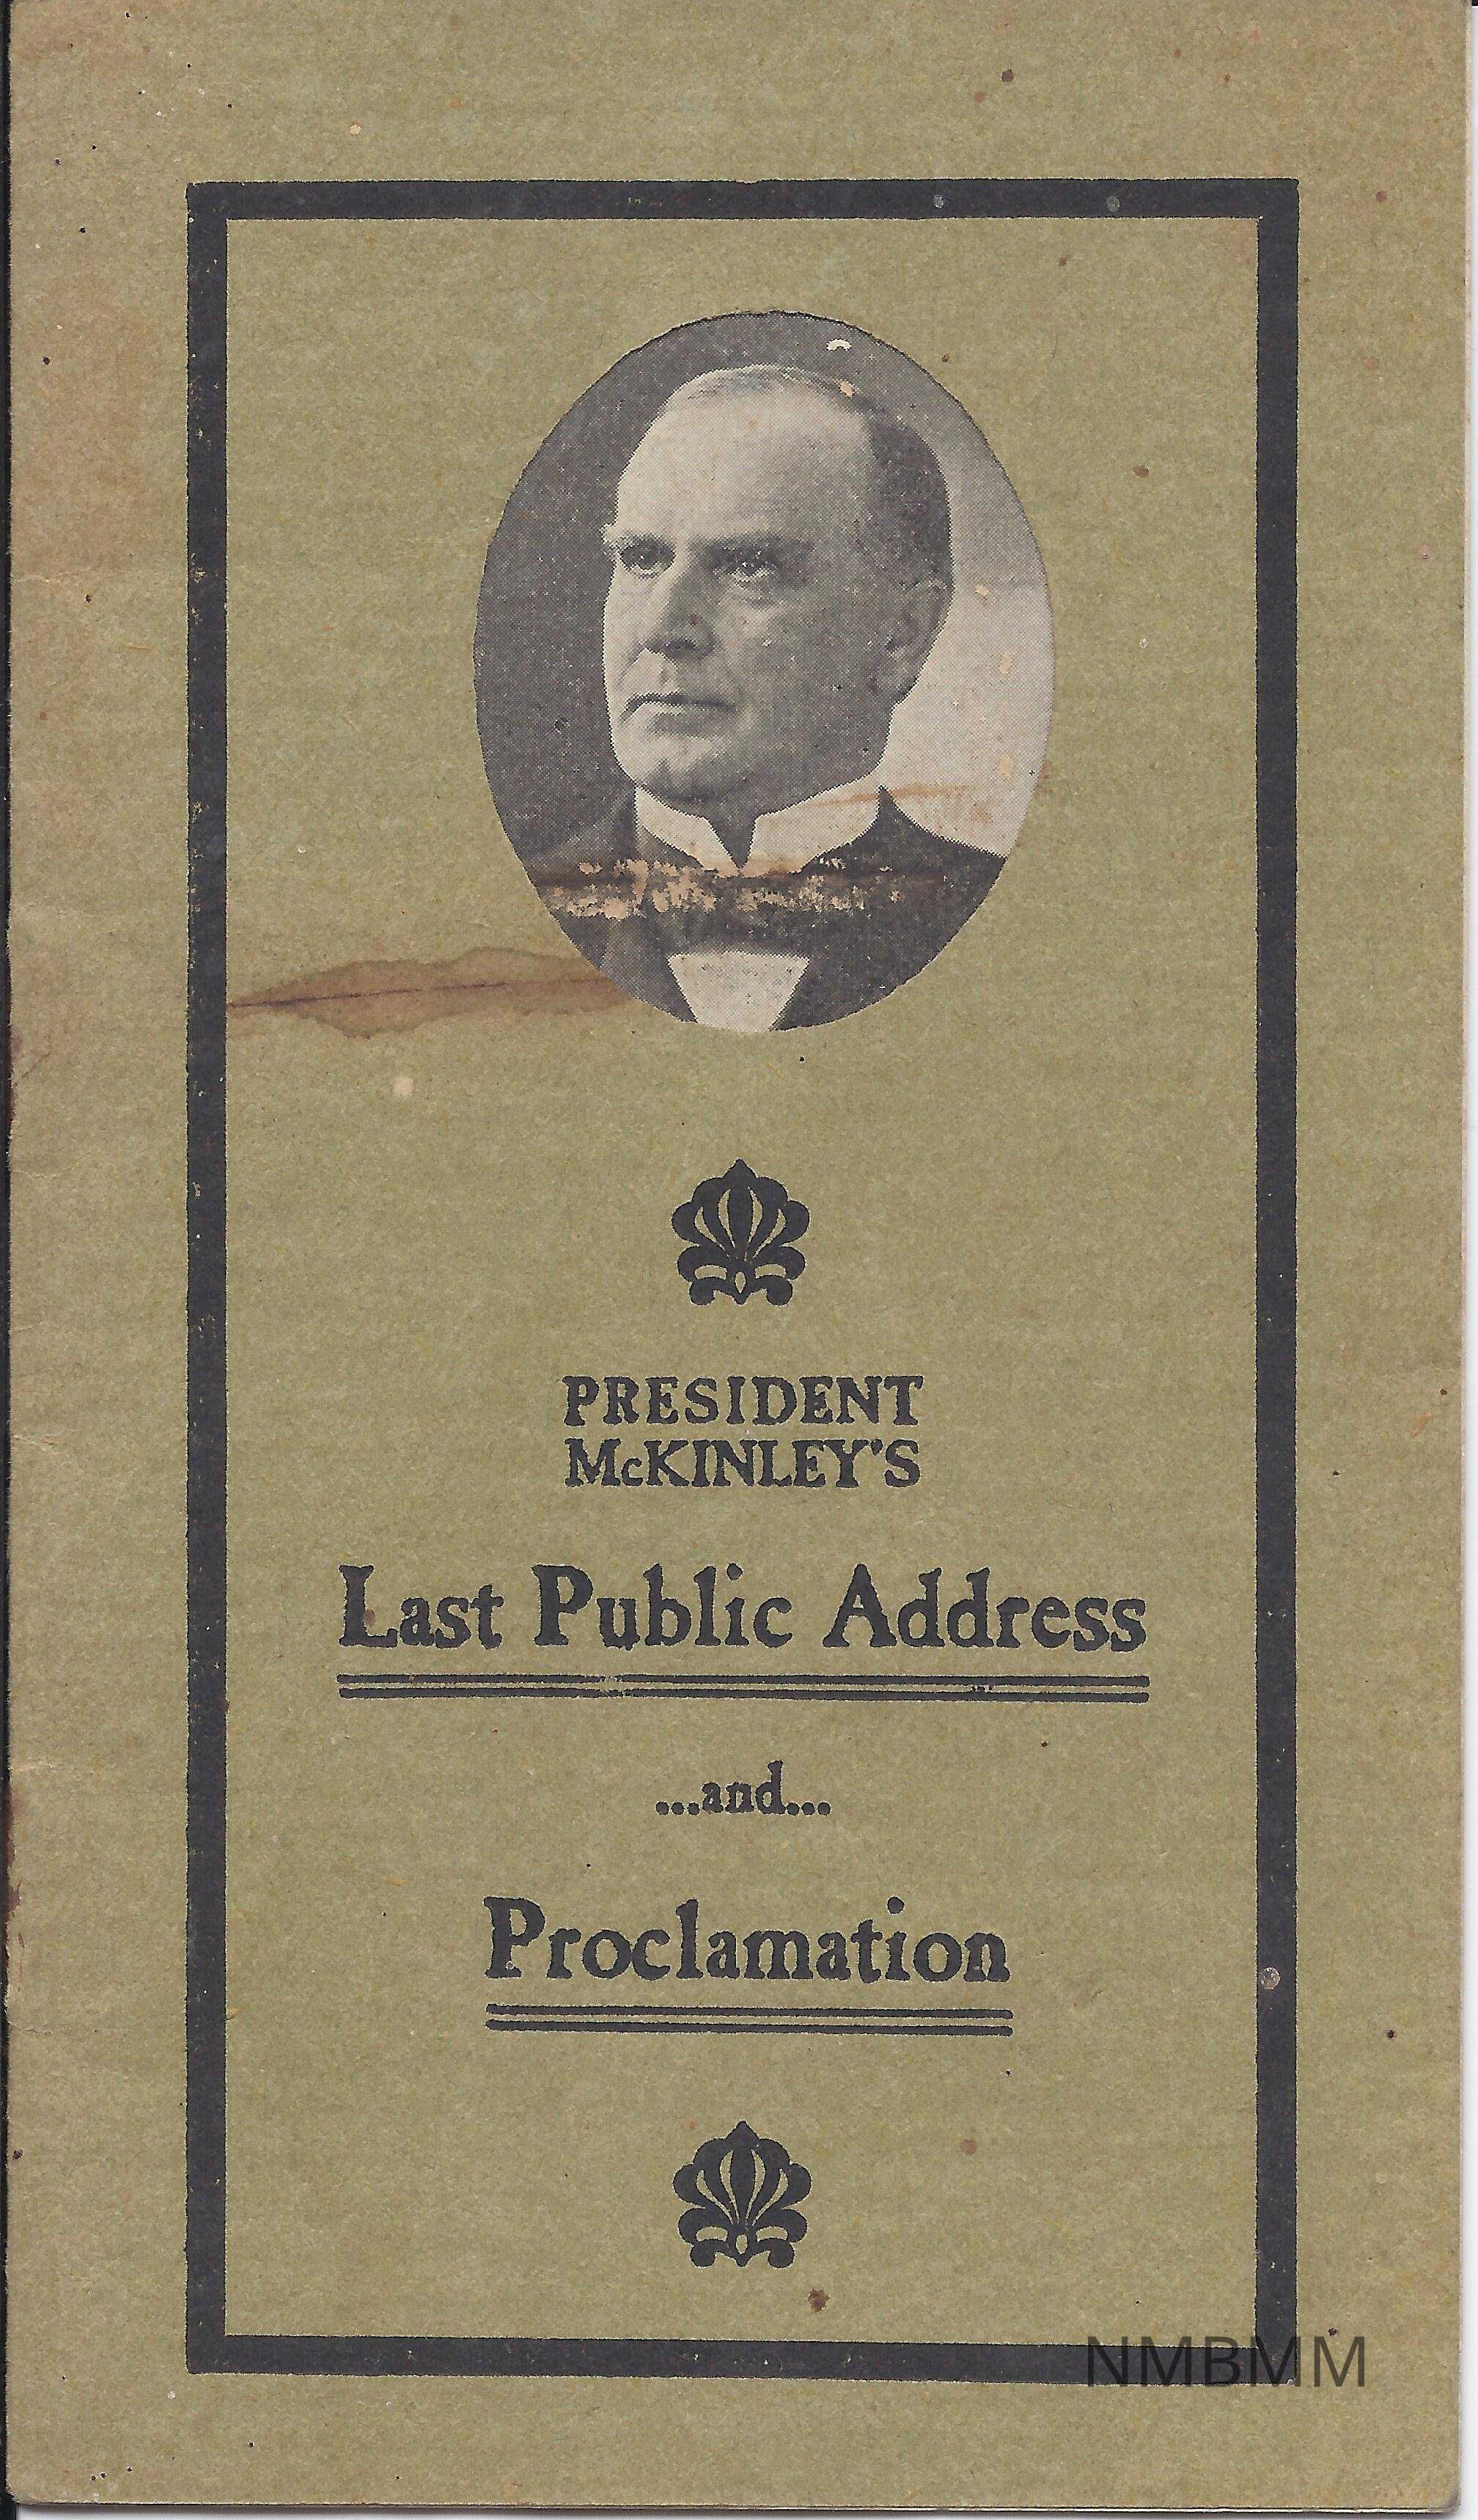 PRESIDENT
McKINLEY'S
Last Public Address
...and...
Proclamation
NMBMM